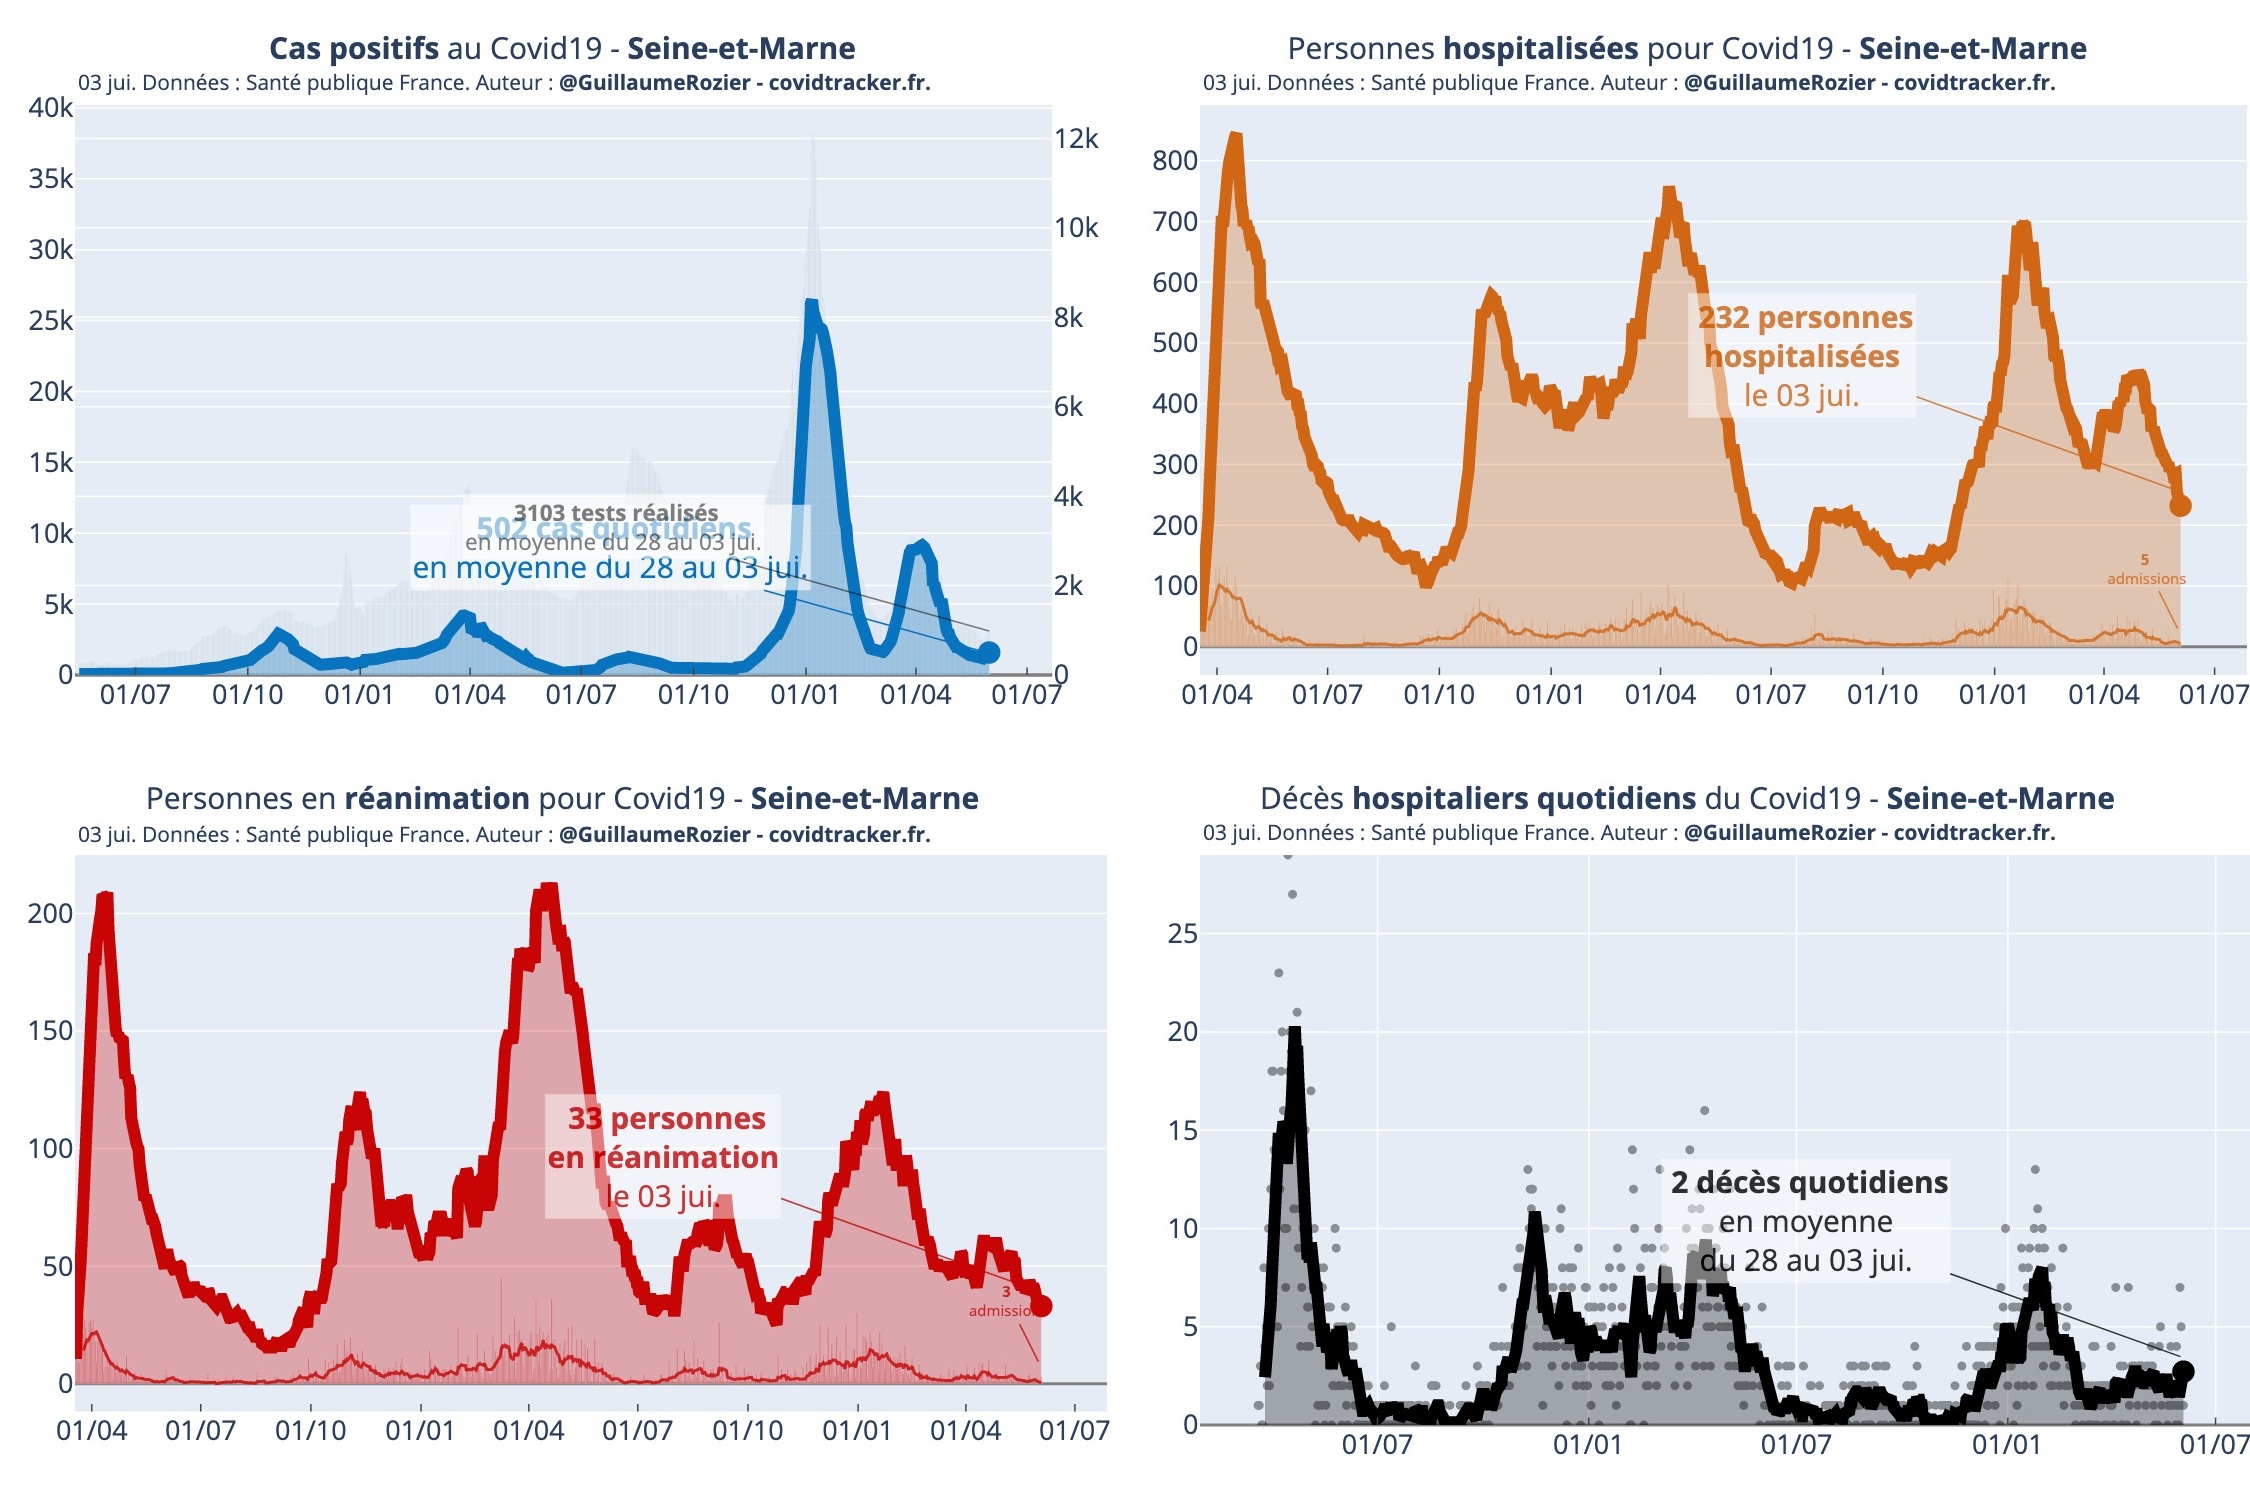 Cas positifs au Covid19 - Seine-et-Marne
03 jui. Données : Santé publique France. Auteur : @GuillaumeRozier - covidtracker.fr.
40k
35k
30k
25k
20k
15k
10k
5k
0
12k
10k
8k
6k
4k
2k
0
3103 tests réalisés
en moyenne du 28 au 03 jui.
502 cas quotidiens
en moyenne du 28 au 03 jui.
01/07 01/10 01/01 01/04 01/07 01/10 01/01 01/04 01/07
Personnes hospitalisées pour Covid19 - Seine-et-Marne
03 jui. Données : Santé publique France. Auteur : @GuillaumeRozier - covidtracker.fr.
800
700
600
500
400
300
200
100
0
232 personnes
hospitalisées
le 03 jui.
5
admissions
01/04 01/07 01/10 01/01 01/04 01/07 01/10 01/01 01/04 01/07
Personnes en réanimation pour Covid19 - Seine-et-Marne
03 jui. Données : Santé publique France. Auteur : @GuillaumeRozier - covidtracker.fr.
200
150
100
50
0
33 personnes
en réanimation
le 03 jui.
3
admissions
01/04 01/07 01/10 01/01 01/04 01/07 01/10 01/01 01/04 01/07
Décès hospitaliers quotidiens du Covid19 - Seine-et-Marne
03 jui. Données : Santé publique France. Auteur : @GuillaumeRozier - covidtracker.fr.
25
20
15
10
5
0
2 décès quotidiens
en moyenne
du 28 au 03 jui.
01/07 01/01 01/07 01/01 01/07